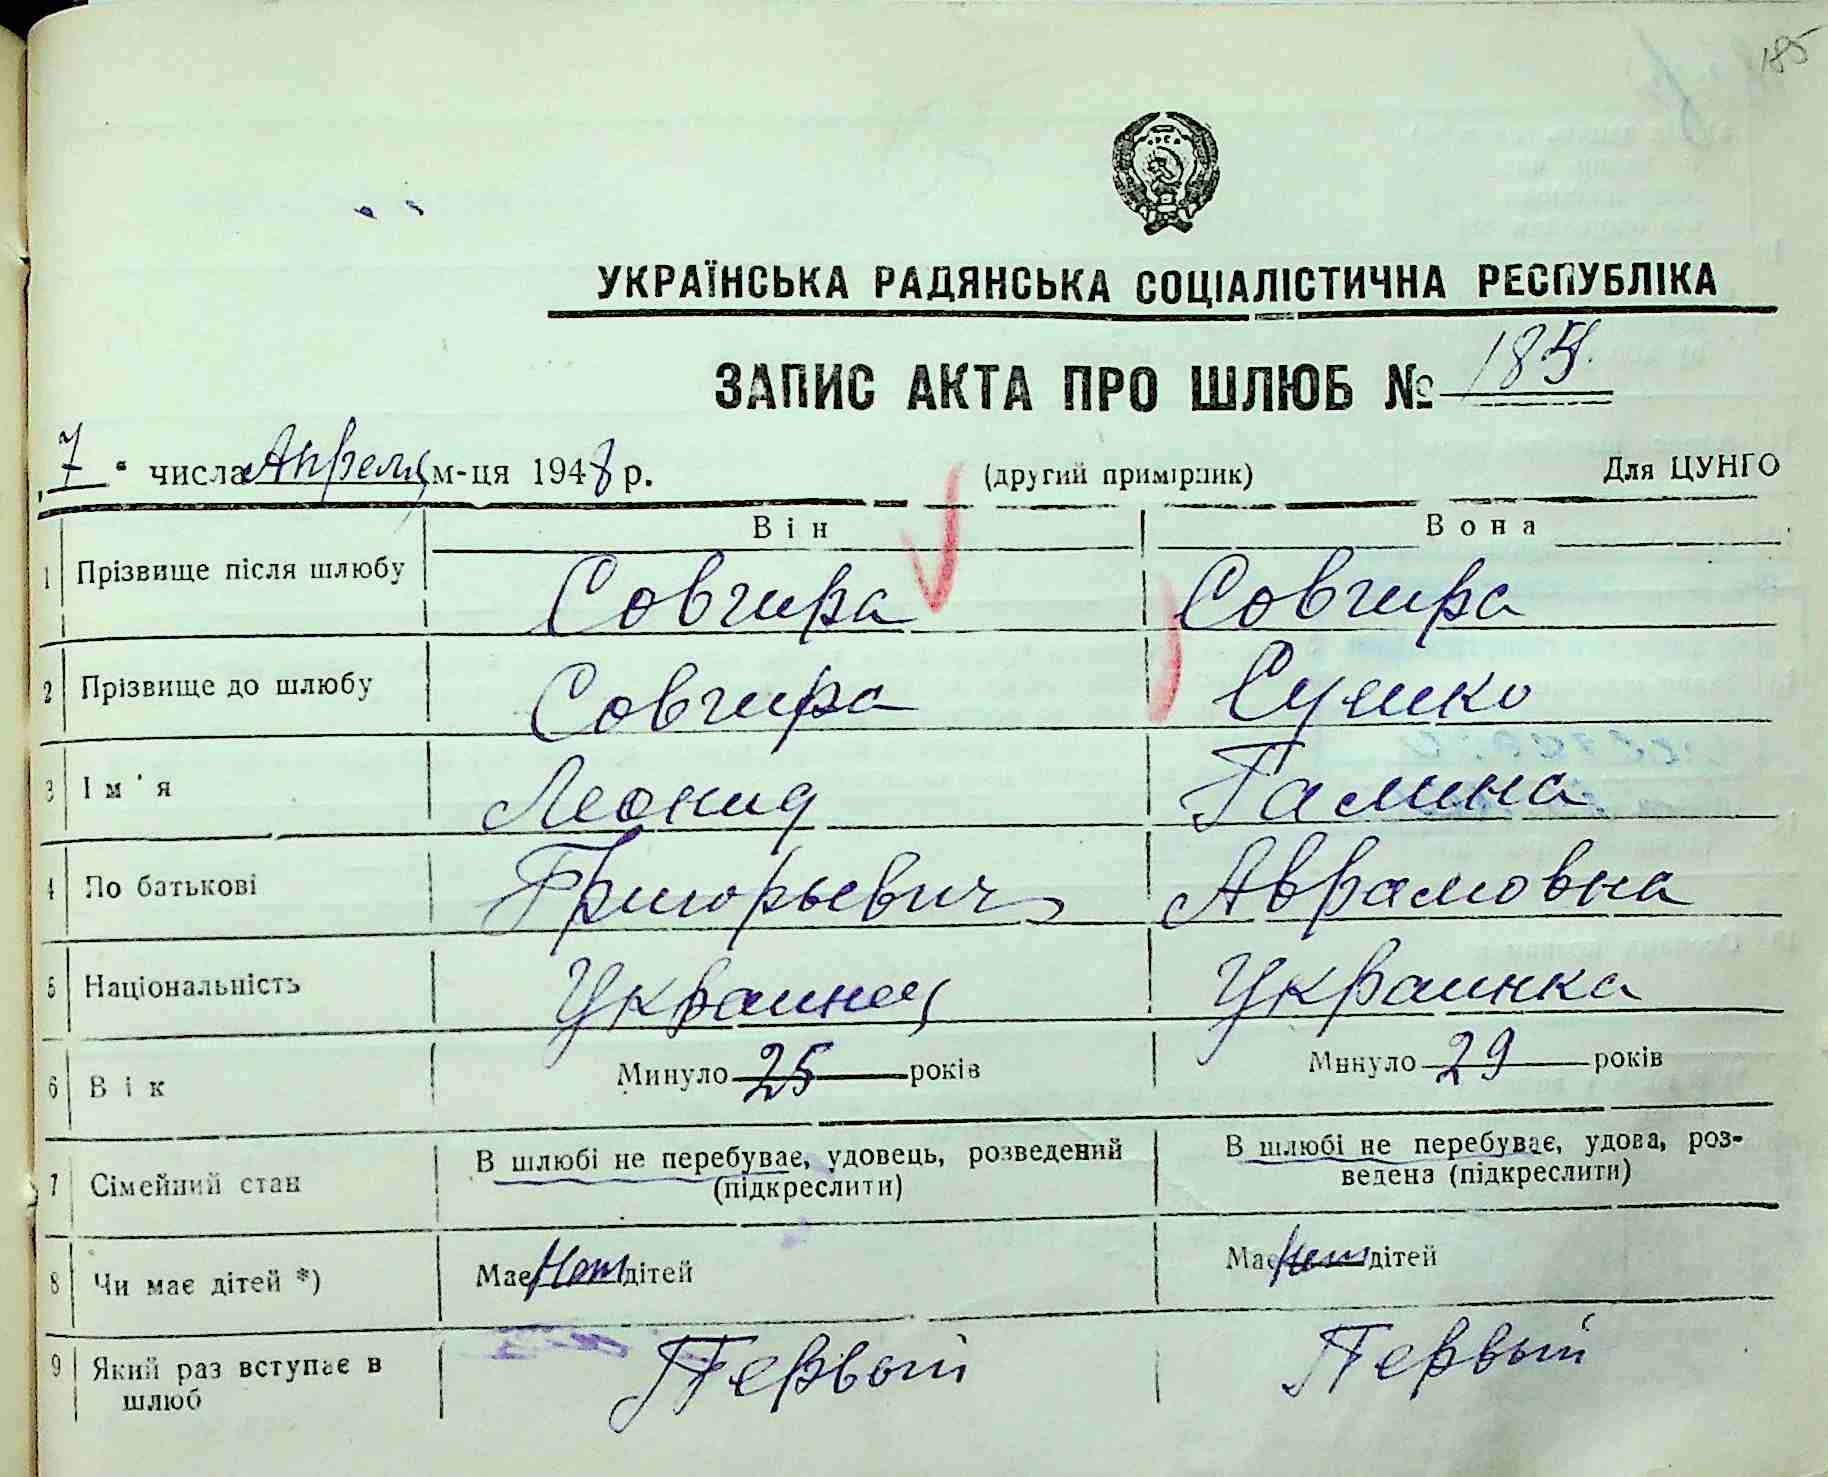 185
УКРАЇНСЬКА РАДЯНСЬКА СОЦІАЛІСТИЧНА РЕСПУБЛІКА
ЗАПИС АКТА ПРО ШЛЮБ №
„7“ числа Апреля м-ця 1948 р. (другий примірник) Для ЦУНГО
Він Вона
1 Прізвище після шлюбу Совгира Совгира
2 Прізвище до шлюбу Совгира
3 Ім'я Леонид Галина
4 По батькові Григорьевич Аврамовна
5 Національність Украинец Украинка
6 Вік Минуло 25 років Минуло 29 років
7 Сімейний стан В шлюбі не перебуває, удовець, розведений (підкреслити) В шлюбі не перебуває, удова, роз-
ведена (підкреслити)
8 Чи має дітей *) Має Нет дітей Має Нет дітей
9 Який раз вступає в
шлюб Первый Первый